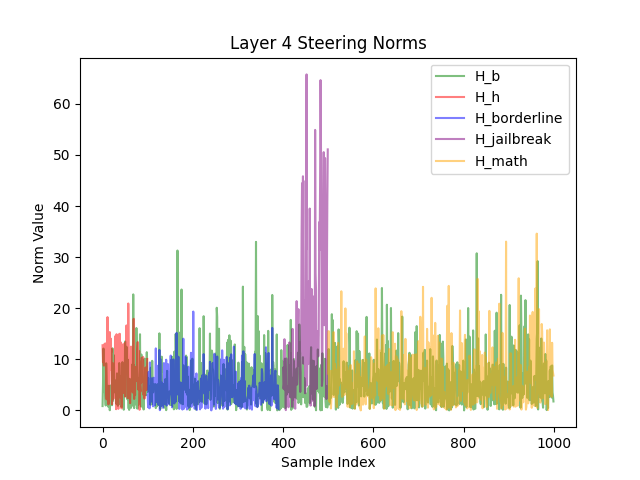 Layer 4 Steering Norms
H_b
H_h
H_borderline
H_jailbreak
H_math
Norm Value
60
50
40
30
20
10
0
0 200 400 600 800 1000
Sample Index